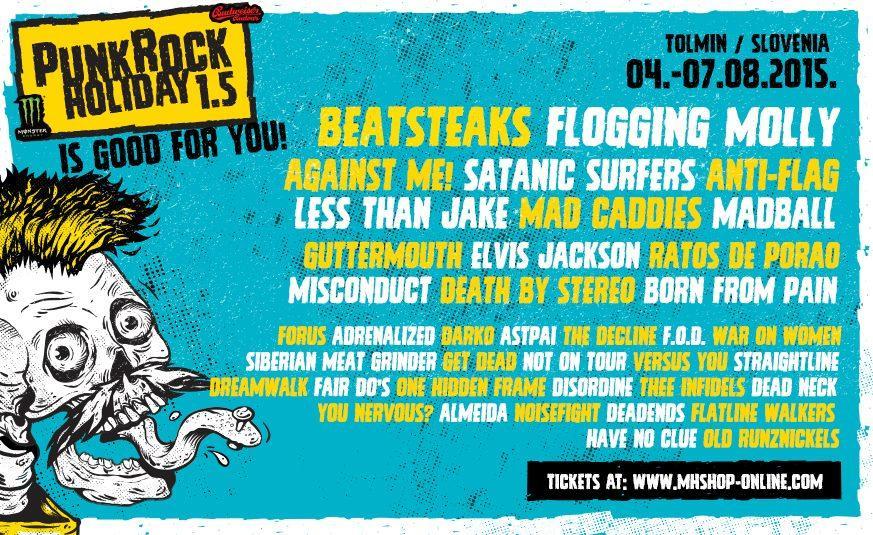 Budweiser
PunkRock
Holiday 1.5
MONSTER
IS GOOD FOR YOU!
TOLMIN / SLOVENIA
04.-07.08.2015.
BEATSTEAKS FLOGGING MOLLY
AGAINST ME! SATANIC SURFERS ANTI-FLAG
LESS THAN JAKE MAD CADDIES MADBALL
GUTTERMOUTH ELVIS JACKSON RATOS DE PORAO
MISCONDUCT DEATH BY STEREO BORN FROM PAIN
FORUS ADRENALIZED DARKO ASTPAI THE DECLINE F.O.D. WAR ON WOMEN
SIBERIAN MEAT GRINDER GET DEAD NOT ON TOUR VERSUS YOU STRAIGHTLINE
DREAMWALK FAIR DO'S ONE HIDDEN FRAME DISORDINE THEE INFIDELS DEAD NECK
YOU NERVOUS? ALMEIDA NOISEFIGHT DEADENDS FLATLINE WALKERS
HAVE NO CLUE OLD RUNZNICKELS
TICKETS AT: WWW.MHSHOP-ONLINE.COM